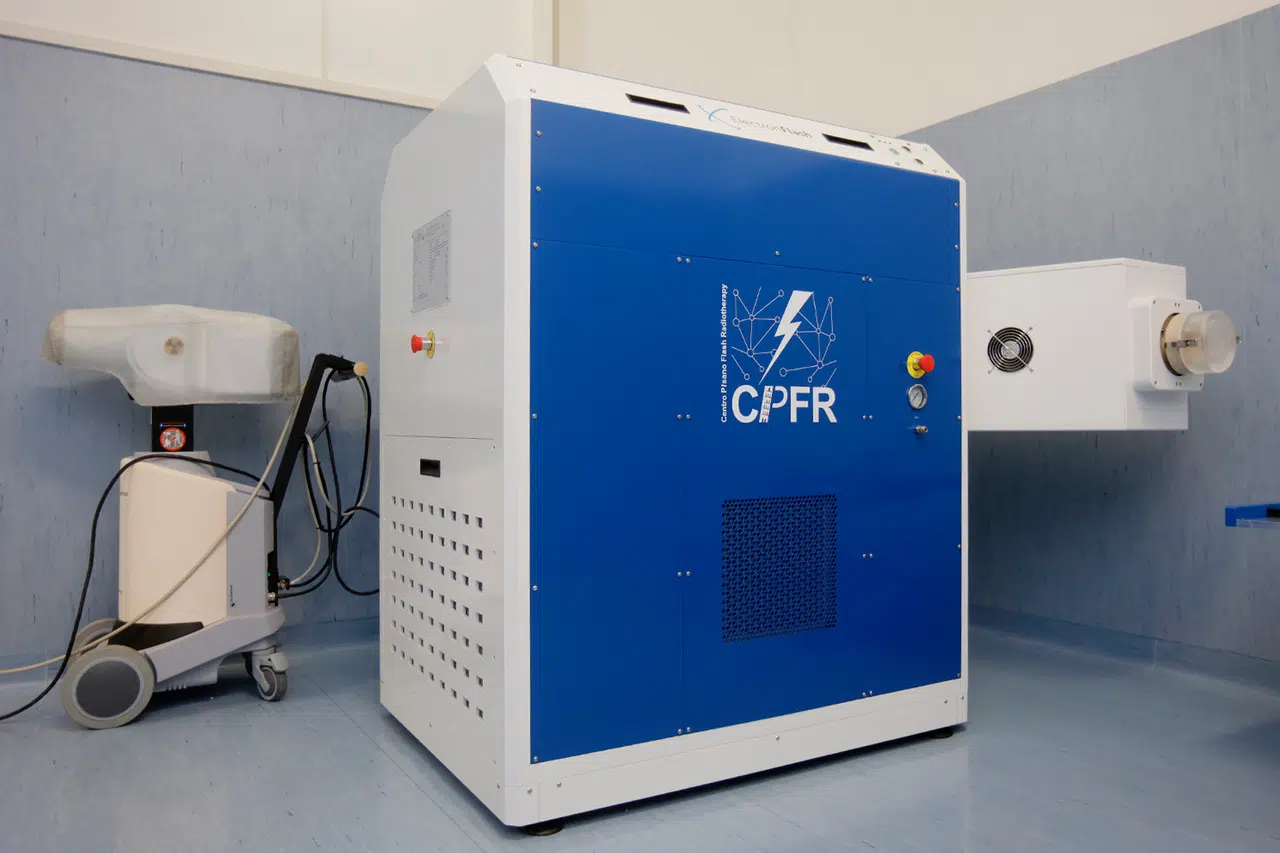 ElectronFlash
Centro Pisano Flash Radiotherapy
CPFR